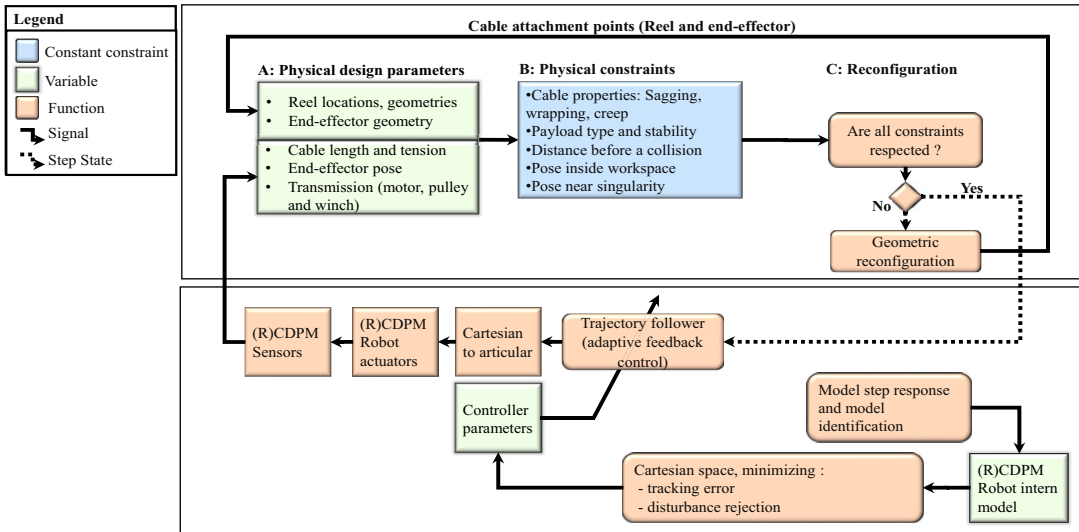 Legend
Constant constraint
Variable
Function
Signal
Step State
Cable attachment points (Reel and end-effector)
A: Physical design parameters
• Reel locations, geometries
• End-effector geometry
• Cable length and tension
• End-effector pose
• Transmission (motor, pulley
and winch)
B: Physical constraints
•Cable properties: Sagging,
wrapping, creep
•Payload type and stability
•Distance before a collision
•Pose inside workspace
•Pose near singularity
C: Reconfiguration
Are all constraints
respected ?
Yes
No
Geometric
reconfiguration
(R)CDPM
Sensors
(R)CDPM
Robot
actuators
Cartesian
to articular
Trajectory follower
(adaptive feedback
control)
Controller
parameters
Model step response
and model
identification
Cartesian space, minimizing :
- tracking error
- disturbance rejection
(R)CDPM
Robot intern
model